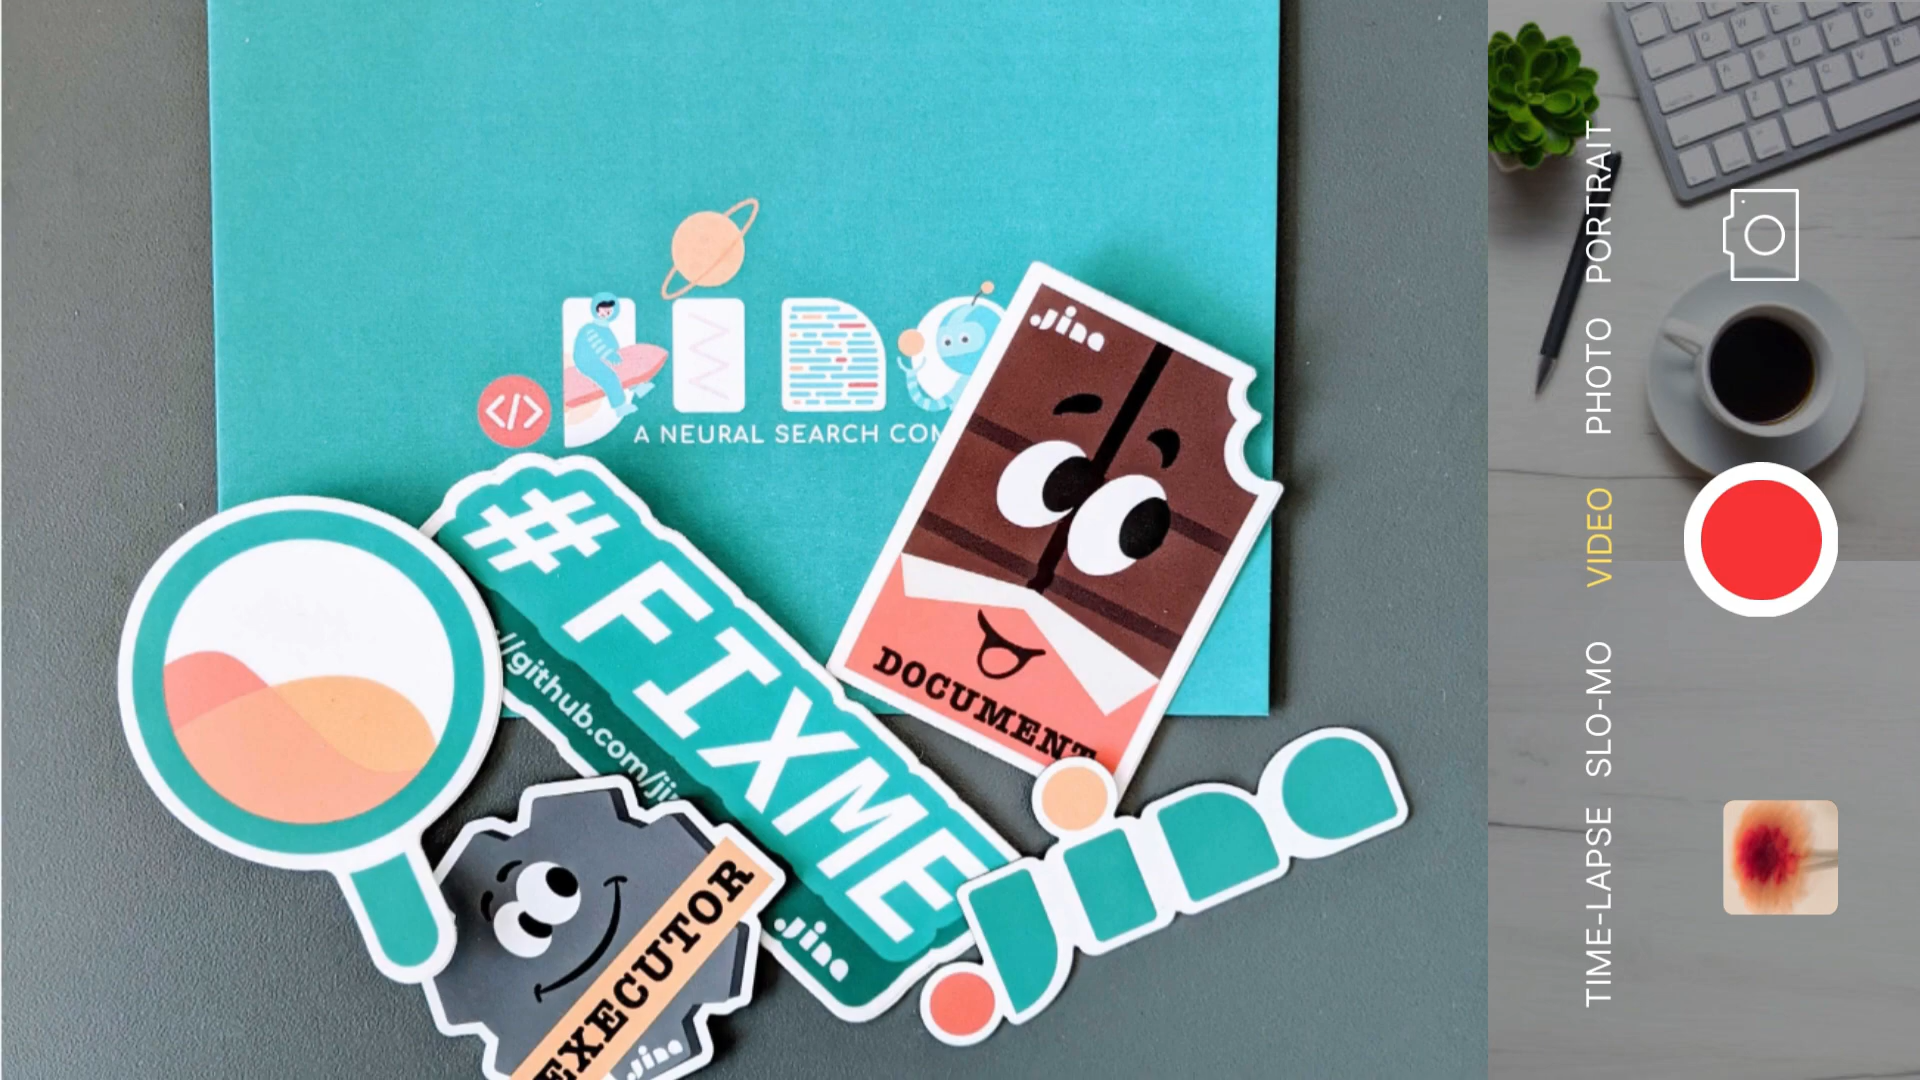 JINA
</>
A NEURAL SEARCH COM
Jina
DOCUMENT
#FIXME
//github.com/ji
Jina
EXECUTOR
Jina
Jina
PORTRAIT
PHOTO
VIDEO
SLO-MO
TIME-LAPSE